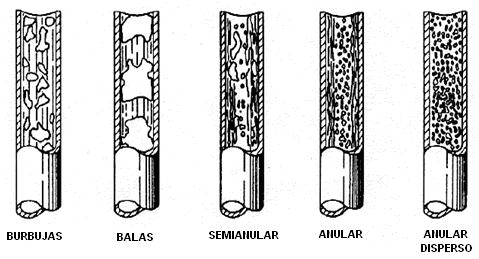 BURBUJAS
BALAS
SEMIANULAR
ANULAR
ANULAR
DISPERSO